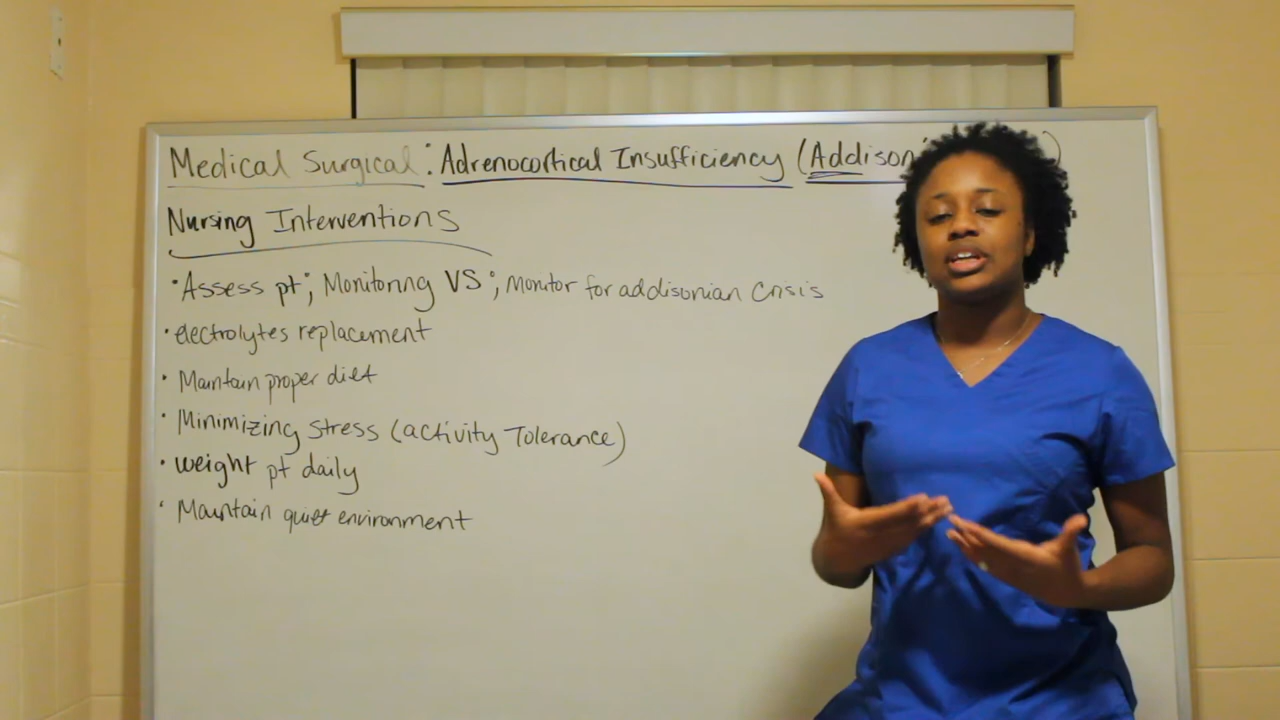 Medical Surgical: Adrenocortical Insufficiency (Addison )
Nursing Interventions
• Assess pt; Monitoring VS; Monitor for addisonian crisis
• electrolytes replacement
• Maintain proper diet
• Minimizing stress (activity Tolerance)
• weight pt daily
• Maintain quiet environment